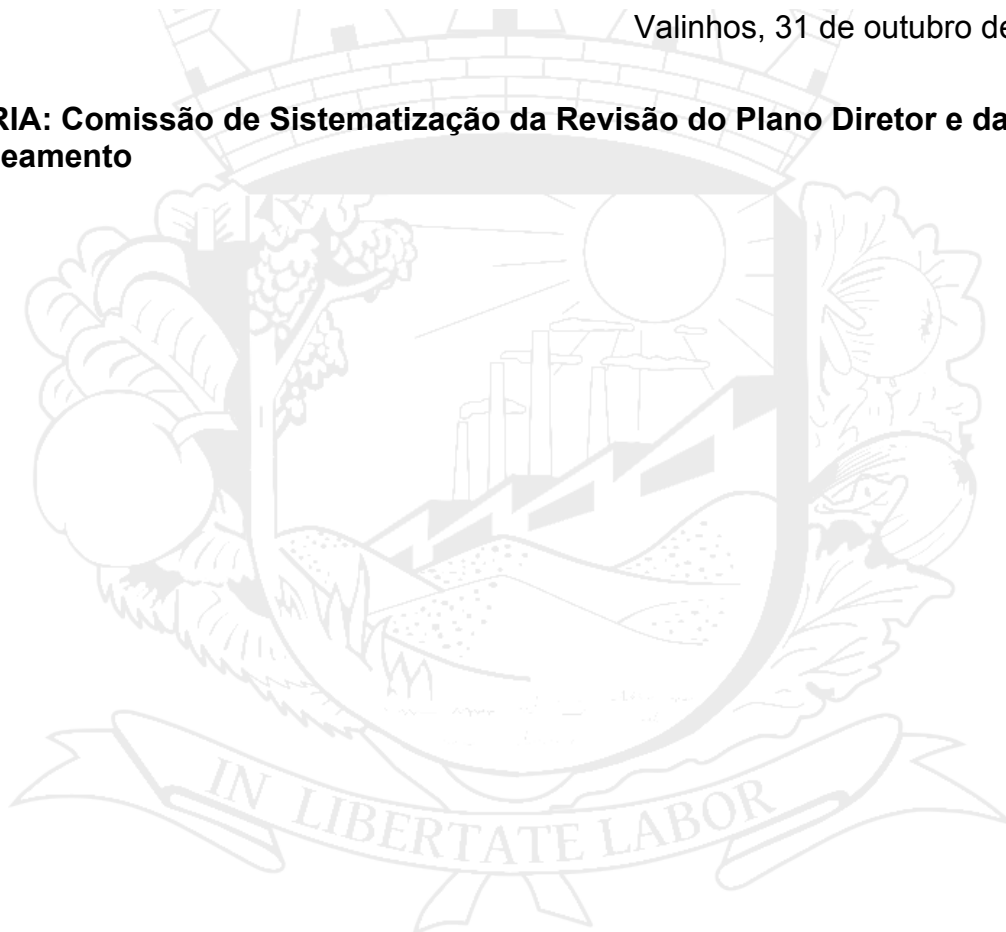 Valinhos, 31 de outubro de
RIA: Comissão de Sistematização da Revisão do Plano Diretor e da
eamento
IN LIBERTATE LABOR